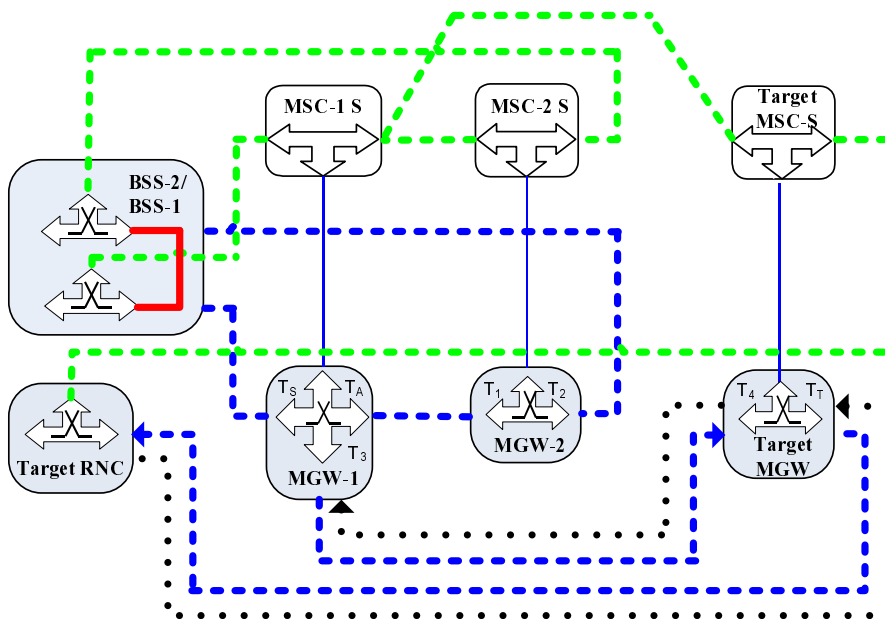 MSC-1 S
MSC-2 S
Target
MSC-S
BSS-2/
BSS-1
TS
TA
T3
MGW-1
T1
T2
MGW-2
T4
TT
Target
MGW
Target RNC